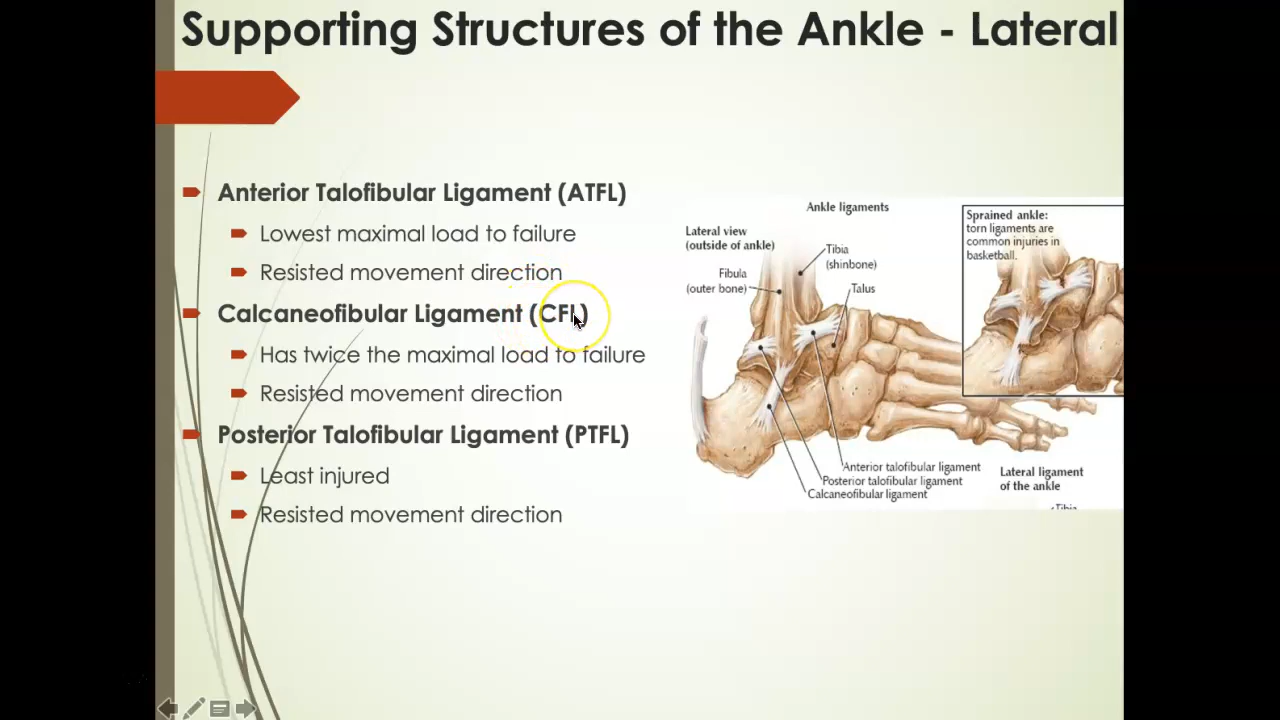 Supporting Structures of the Ankle - Lateral
Anterior Talofibular Ligament (ATFL)
Lowest maximal load to failure
Resisted movement direction
Calcaneofibular Ligament (CFL)
Has twice the maximal load to failure
Resisted movement direction
Posterior Talofibular Ligament (PTFL)
Least injured
Resisted movement direction
Ankle ligaments
Lateral view
(outside of ankle)
Tibia
(shinbone)
Fibula
(outer bone)
Talus
Sprained ankle:
torn ligaments are
common injuries in
basketball.
Anterior talofibular ligament
Posterior talofibular ligament
Calcaneofibular ligament
Lateral ligament
of the ankle
Tibia